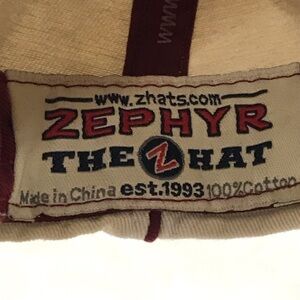 www.zhats.com
ZEPHYR
THE Z HAT
Made in China est.1993 100%Cotton